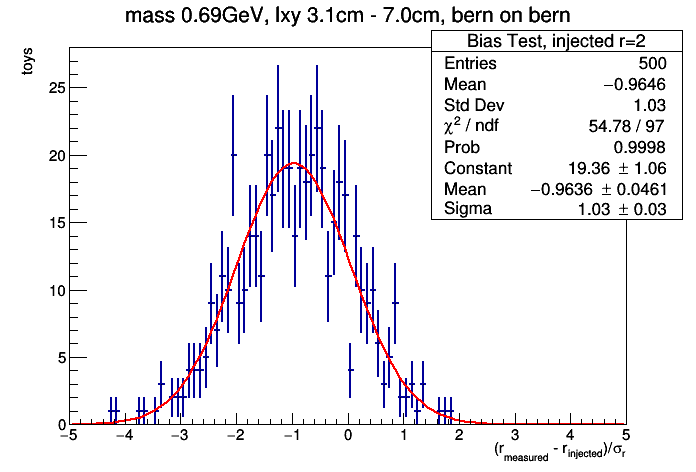 mass 0.69GeV, lxy 3.1cm - 7.0cm, bern on bern
Bias Test, injected r=2
Entries 500
Mean −0.9646
Std Dev 1.03
χ² / ndf 54.78 / 97
Prob 0.9998
Constant 19.36 ± 1.06
Mean −0.9636 ± 0.0461
Sigma 1.03 ± 0.03
toys
25
20
15
10
5
0
−5 −4 −3 −2 −1 0 1 2 3 4 5
(r_measured - r_injected)/σ_r